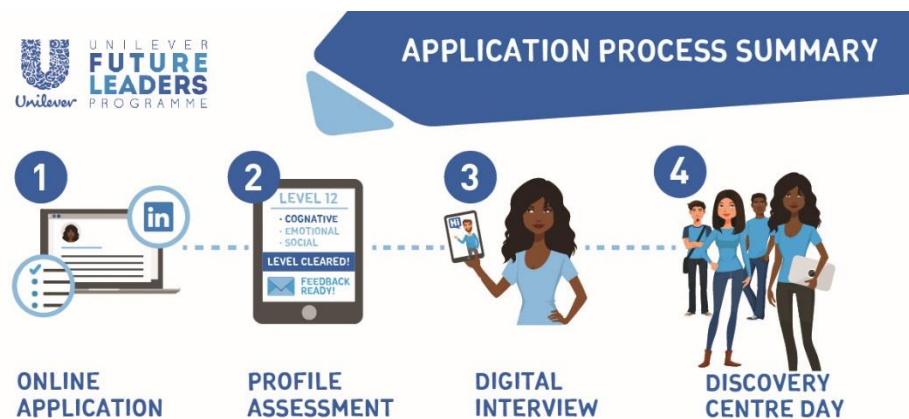 UNILEVER
FUTURE
LEADERS
PROGRAMME
Unilever
APPLICATION PROCESS SUMMARY
1
in
ONLINE
APPLICATION
2
LEVEL 12
· COGNATIVE
· EMOTIONAL
· SOCIAL
LEVEL CLEARED!
FEEDBACK
READY!
PROFILE
ASSESSMENT
3
Hi
DIGITAL
INTERVIEW
4
DISCOVERY
CENTRE DAY